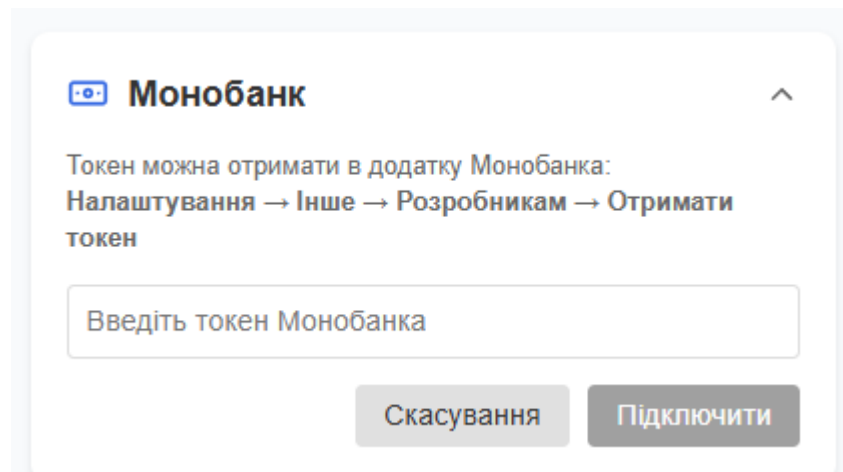 Монобанк
Токен можна отримати в додатку Монобанка:
Налаштування → Інше → Розробникам → Отримати
токен
Введіть токен Монобанка
Скасування Підключити